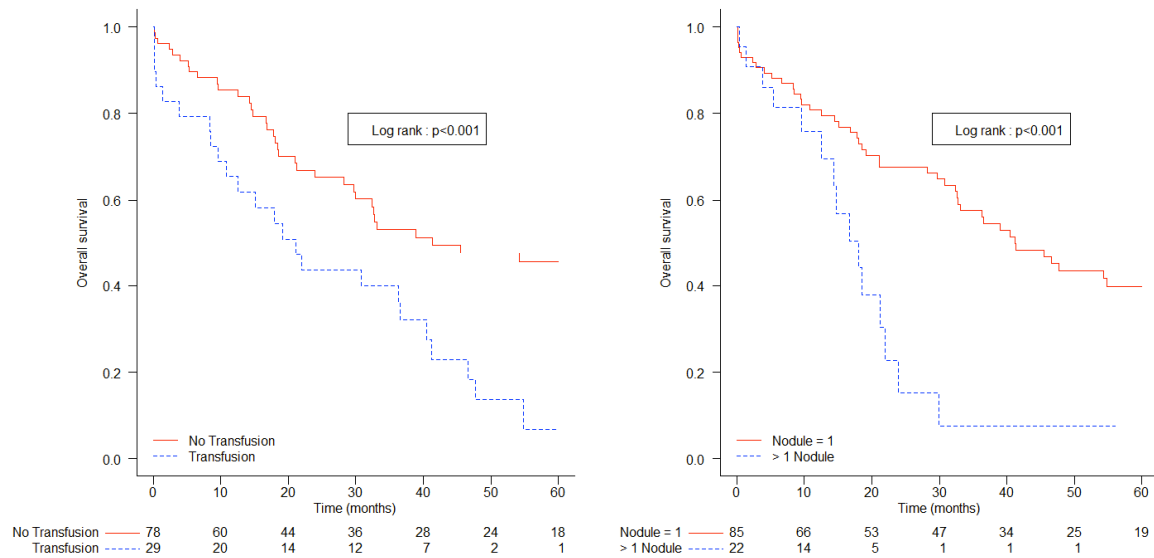 1.0
0.8
0.6
0.4
0.2
0.0
Overall survival
Log rank : p<0.001
No Transfusion
Transfusion
0 10 20 30 40 50 60
Time (months)
No Transfusion 78 60 44 36 28 24 18
Transfusion 29 20 14 12 7 2 1
1.0
0.8
0.6
0.4
0.2
0.0
Overall survival
Log rank : p<0.001
Nodule = 1
> 1 Nodule
0 10 20 30 40 50 60
Time (months)
Nodule = 1 85 66 53 47 34 25 19
> 1 Nodule 22 14 5 1 1 1